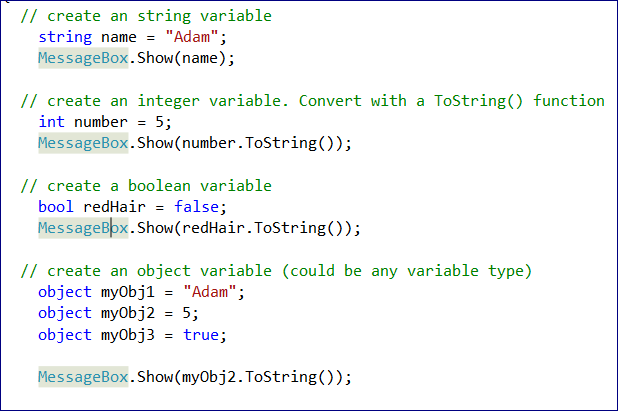 // create an string variable
string name = "Adam";
MessageBox.Show(name);
// create an integer variable. Convert with a ToString() function
int number = 5;
MessageBox.Show(number.ToString());
// create a boolean variable
bool redHair = false;
MessageBox.Show(redHair.ToString());
// create an object variable (could be any variable type)
object myObj1 = "Adam";
object myObj2 = 5;
object myObj3 = true;
MessageBox.Show(myObj2.ToString());